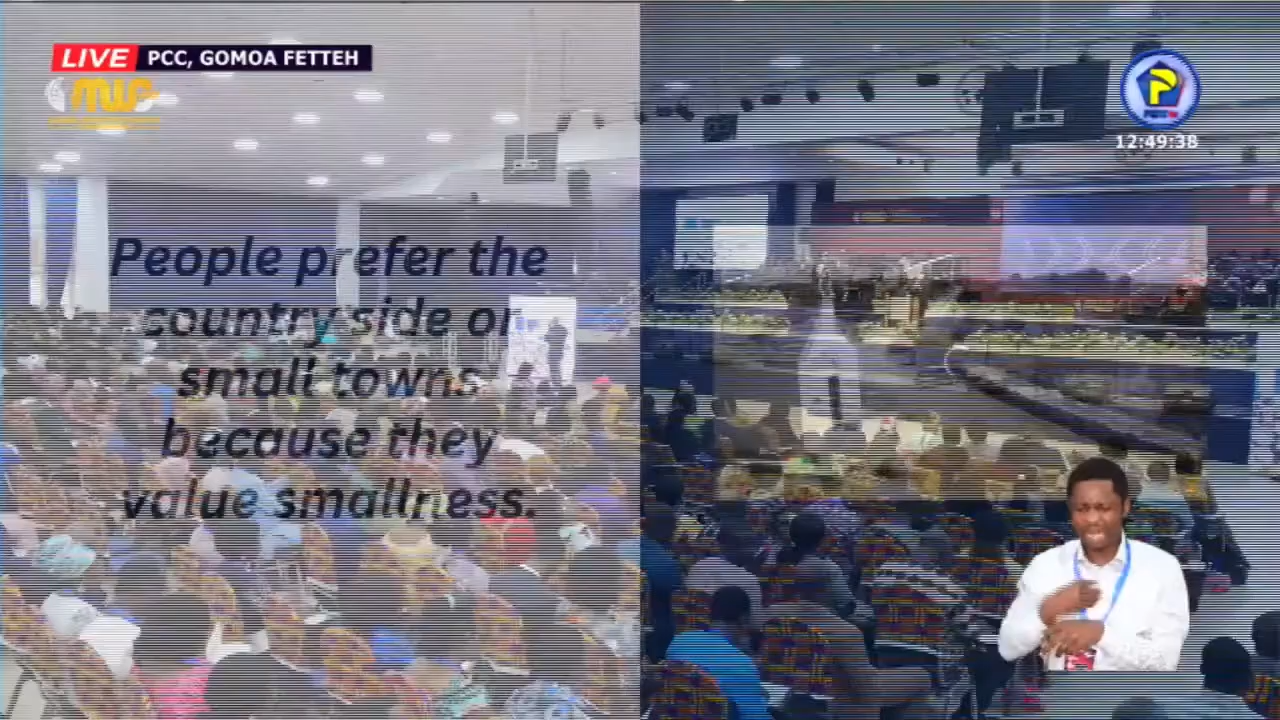 LIVE PCC, GOMOA FETTEH
MWC
12:49:38
People prefer the
country side or
small towns
because they
value smallness.